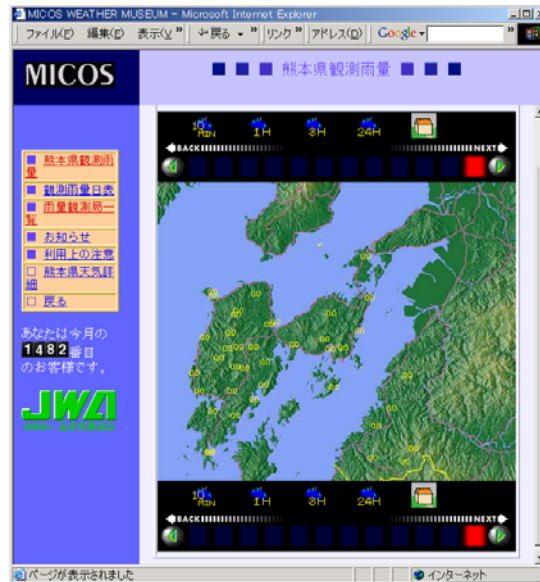 MICOS WEATHER MUSEUM - Microsoft Internet Explorer
ファイル(F) 編集(E) 表示(V » 戻る » リンク » アドレス(D) Google »
MICOS
■ ■ ■ 熊本県観測雨量 ■ ■ ■
10 MIN 1H 3H 24H
BACK NEXT
熊本県観測雨量
観測雨量日表
雨量観測局一覧
お知らせ
利用上の注意
熊本県天気詳細
戻る
あなたは今月の
1482番目
のお客様です。
JWA
10 MIN 1H 3H 24H
BACK NEXT
ページが表示されました インターネット